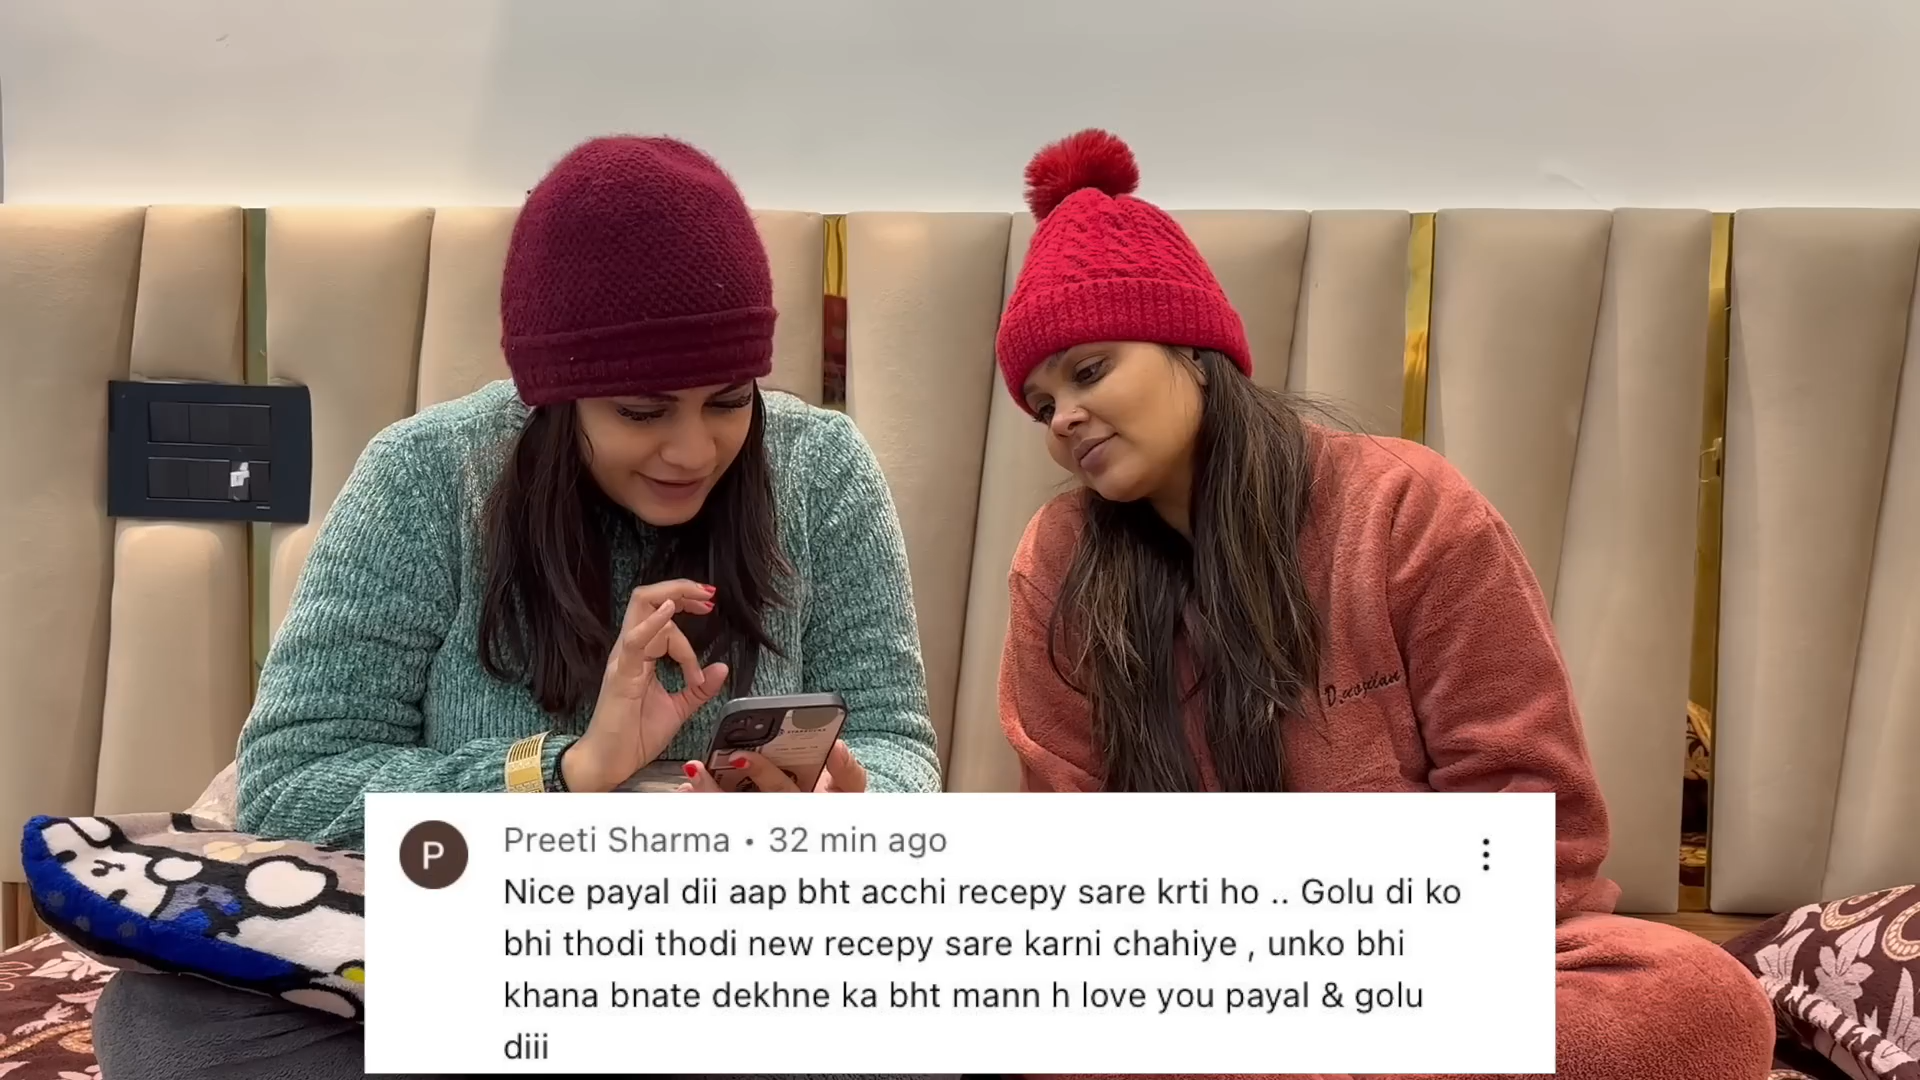 Preeti Sharma • 32 min ago
Nice payal dii aap bht acchi recepy sare krti ho .. Golu di ko
bhi thodi thodi new recepy sare karni chahiye , unko bhi
khana bnate dekhne ka bht mann h love you payal & golu
diii
P